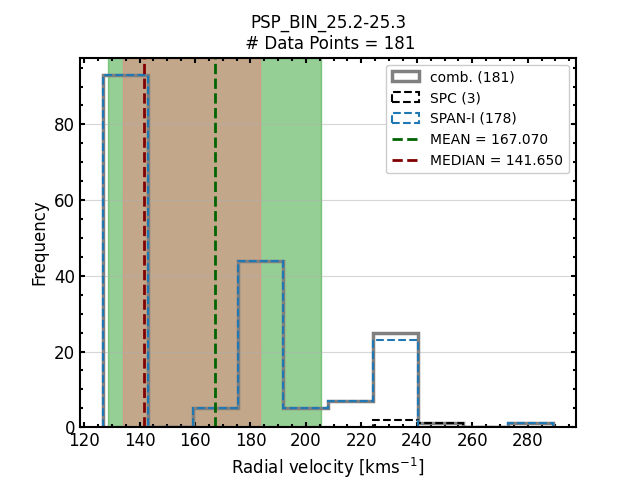 PSP_BIN_25.2-25.3
# Data Points = 181
comb. (181)
SPC (3)
SPAN-I (178)
MEAN = 167.070
MEDIAN = 141.650
Frequency
80
60
40
20
0
120 140 160 180 200 220 240 260 280
Radial velocity [kms⁻¹]